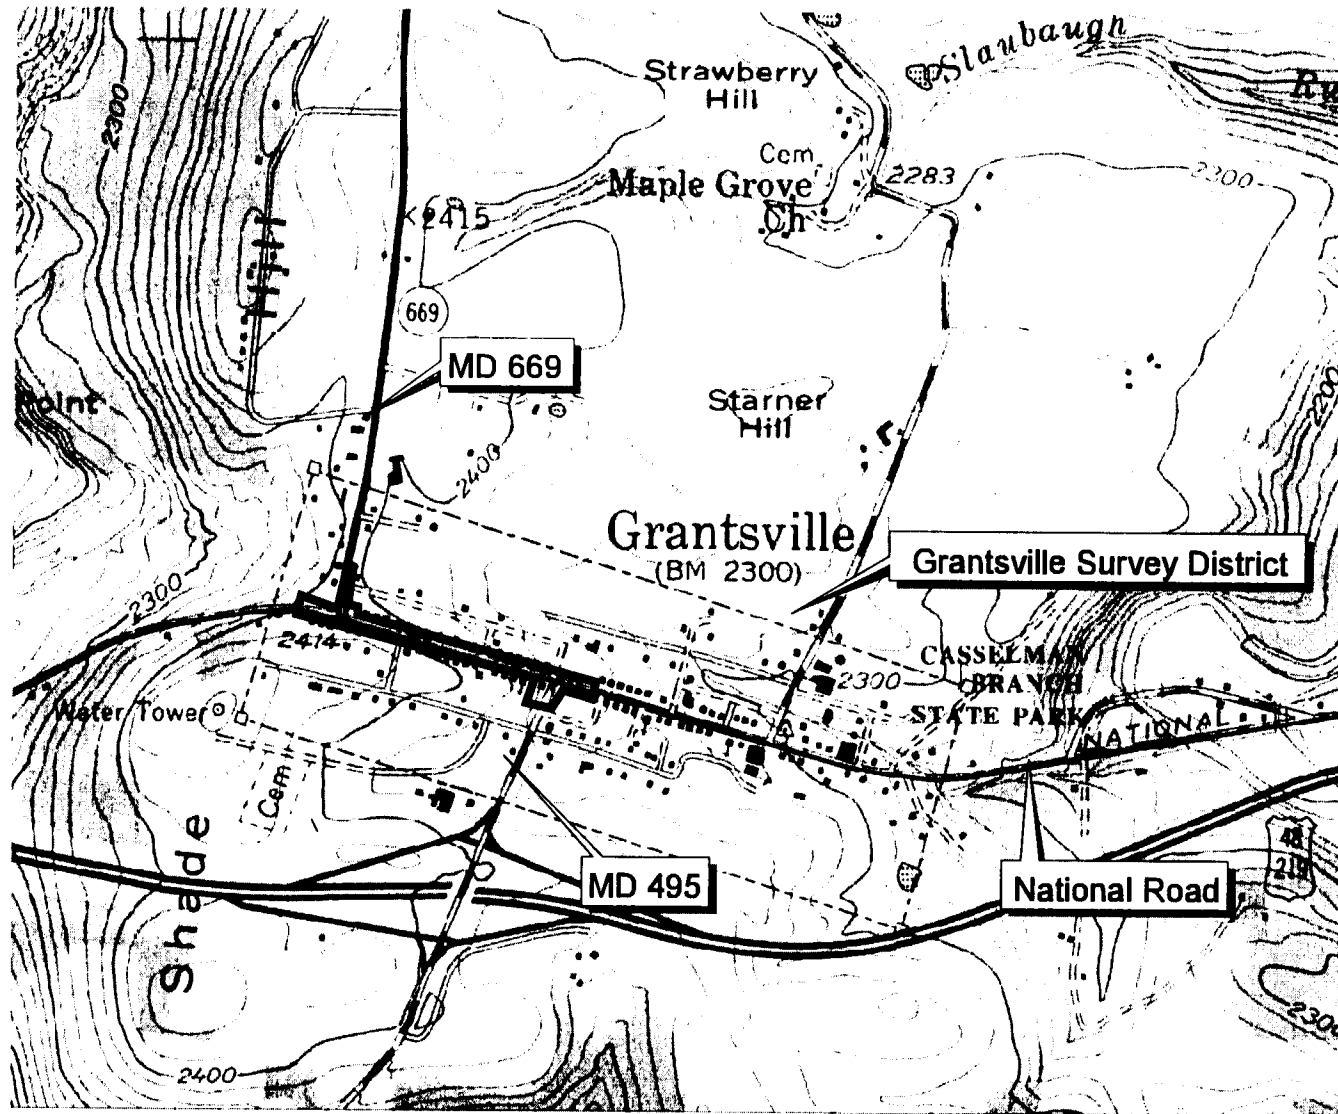 Slaubaugh
Strawberry
Hill
2300
Cem
Maple Grove
Ch
2283
2300
2415
669
MD 669
Point
Starner
Hill
2400
2200
Grantsville
(BM 2300)
Grantsville Survey District
2300
2414
CASSELMAN
BRANCH
STATE PARK
2300
Water Tower
NATIONAL
Cem
Shade
48
219
MD 495
National Road
2300
2400